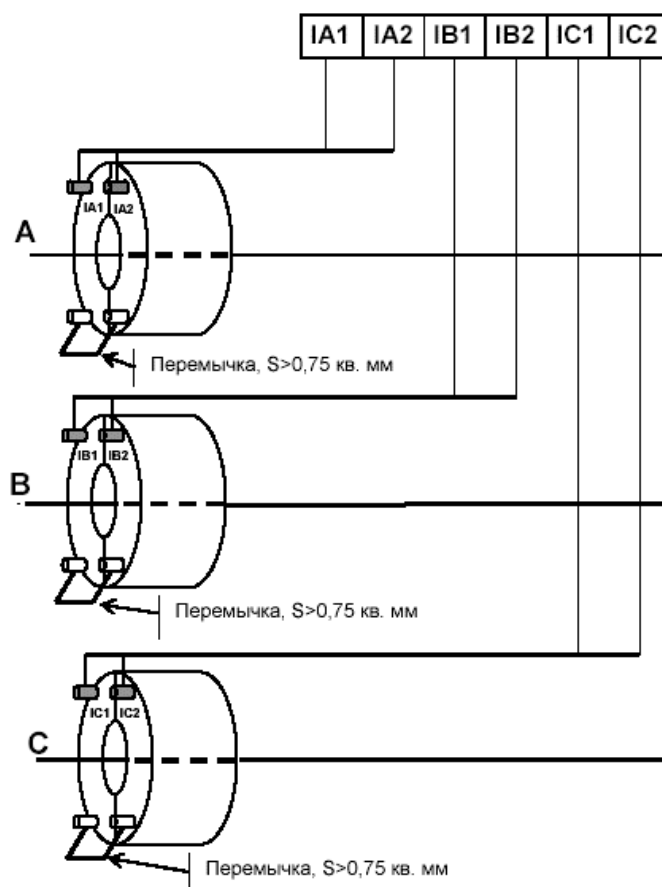 IA1 IA2 IB1 IB2 IC1 IC2
IA1 IA2
A
Перемычка, S>0,75 кв. мм
IB1 IB2
B
Перемычка, S>0,75 кв. мм
IC1 IC2
C
Перемычка, S>0,75 кв. мм